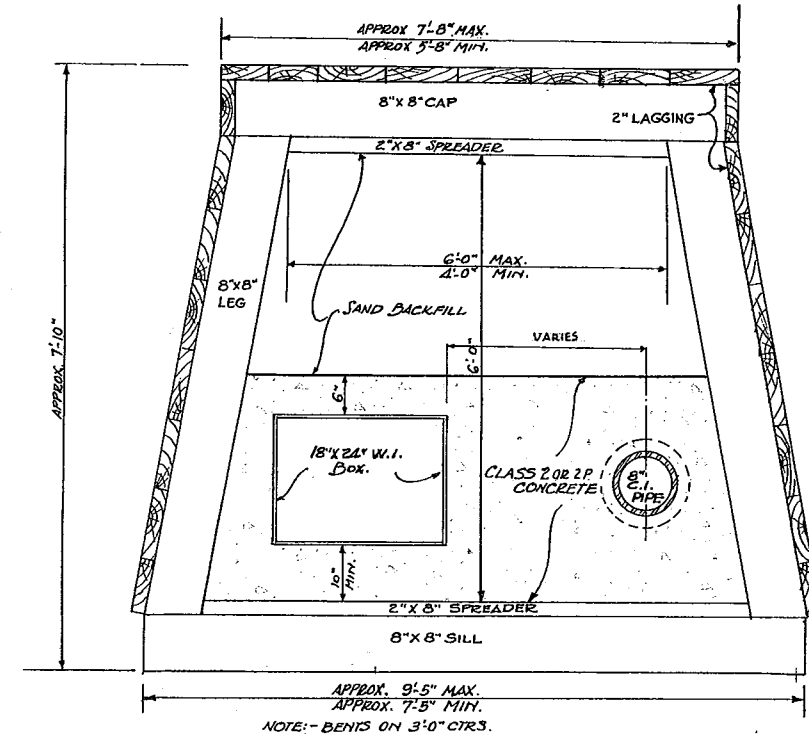 APPROX 7'-8" MAX.
APPROX 5'-8" MIN.
8" X 8" CAP
2" LAGGING
2" X 8" SPREADER
6'-0" MAX.
4'-0" MIN.
8"X8"
LEG
SAND BACKFILL
VARIES
6'-0"
APPROX. 7'-10"
6"
18"X24" W.I.
BOX.
CLASS 2 OR 2P
CONCRETE
8"
C.I.
PIPE
10"
MIN.
2" X 8" SPREADER
8" X 8" SILL
APPROX. 9'-5" MAX.
APPROX. 7'-5" MIN.
NOTE:- BENTS ON 3'-0" CTRS.